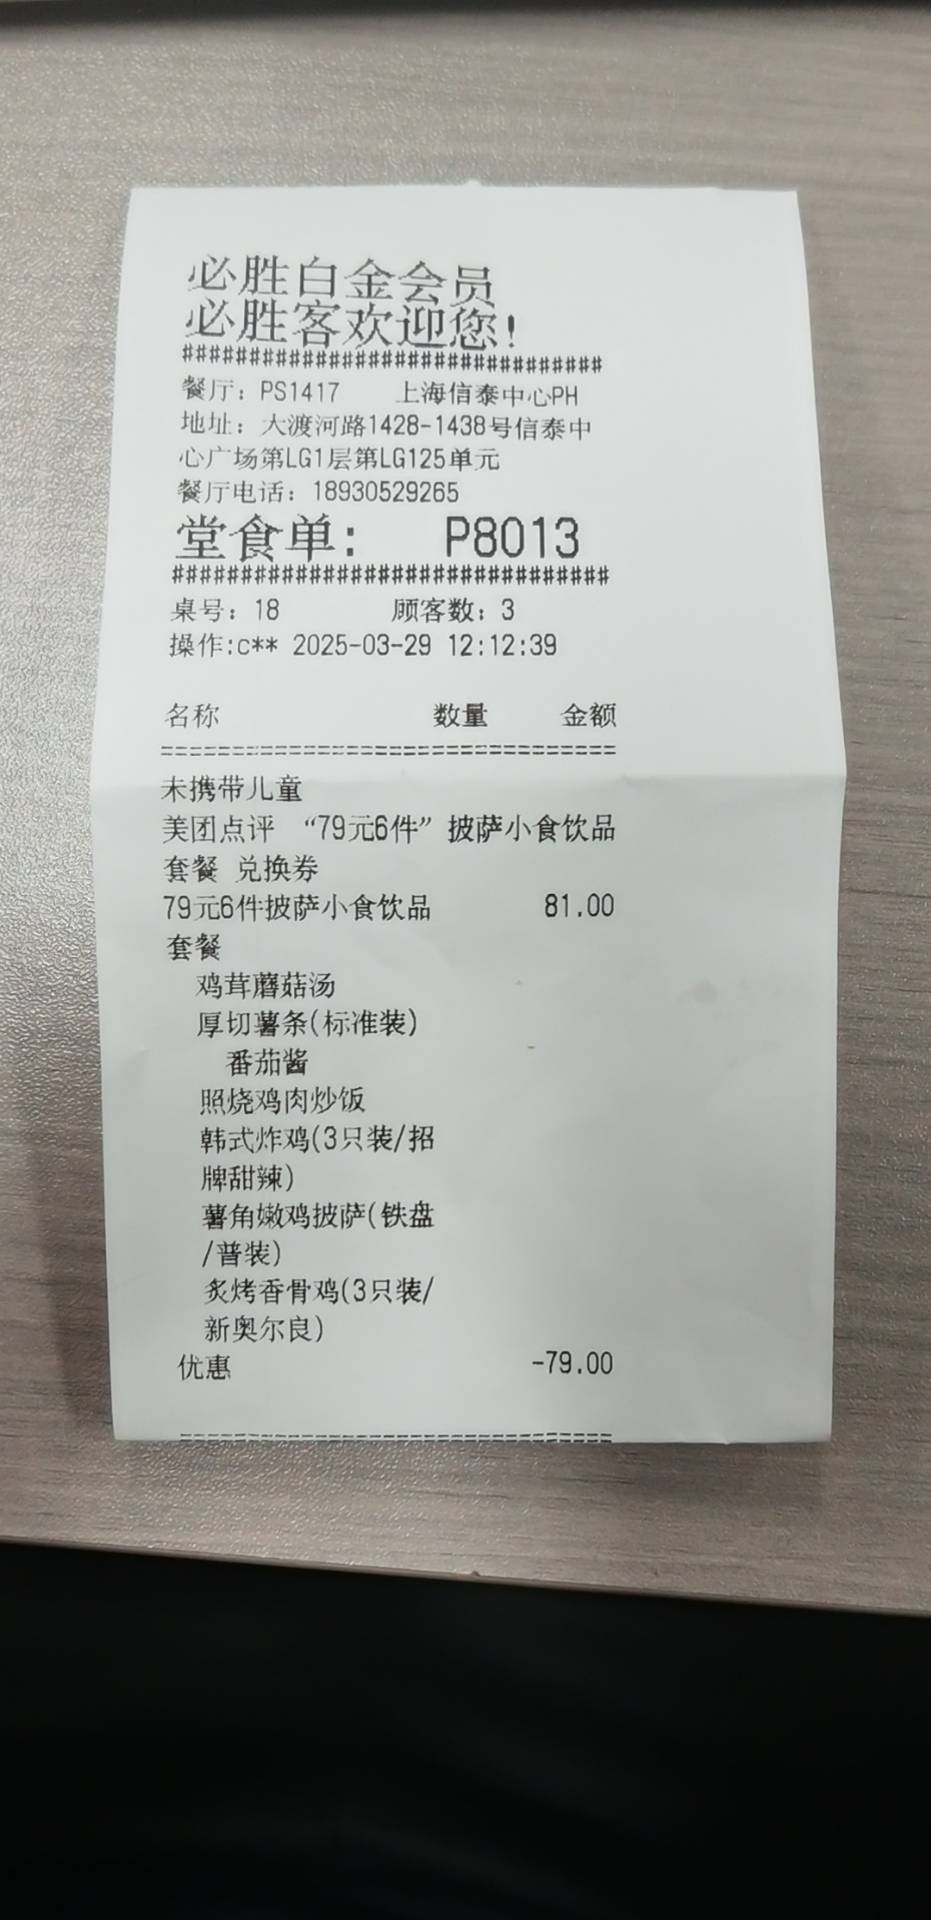 必胜白金会员
必胜客欢迎您!
################################
餐厅: PS1417 上海信泰中心PH
地址: 大渡河路1428-1438号信泰中
心广场第LG1层第LG125单元
餐厅电话: 18930529265
堂食单: P8013
################################
桌号: 18 顾客数: 3
操作:c** 2025-03-29 12:12:39
名称 数量 金额
================================
未携带儿童
美团点评 “79元6件” 披萨小食饮品
套餐 兑换券
79元6件披萨小食饮品 81.00
套餐
鸡茸蘑菇汤
厚切薯条(标准装)
番茄酱
照烧鸡肉炒饭
韩式炸鸡(3只装/招
牌甜辣)
薯角嫩鸡披萨(铁盘
/普装)
炙烤香骨鸡(3只装/
新奥尔良)
优惠 -79.00
================================